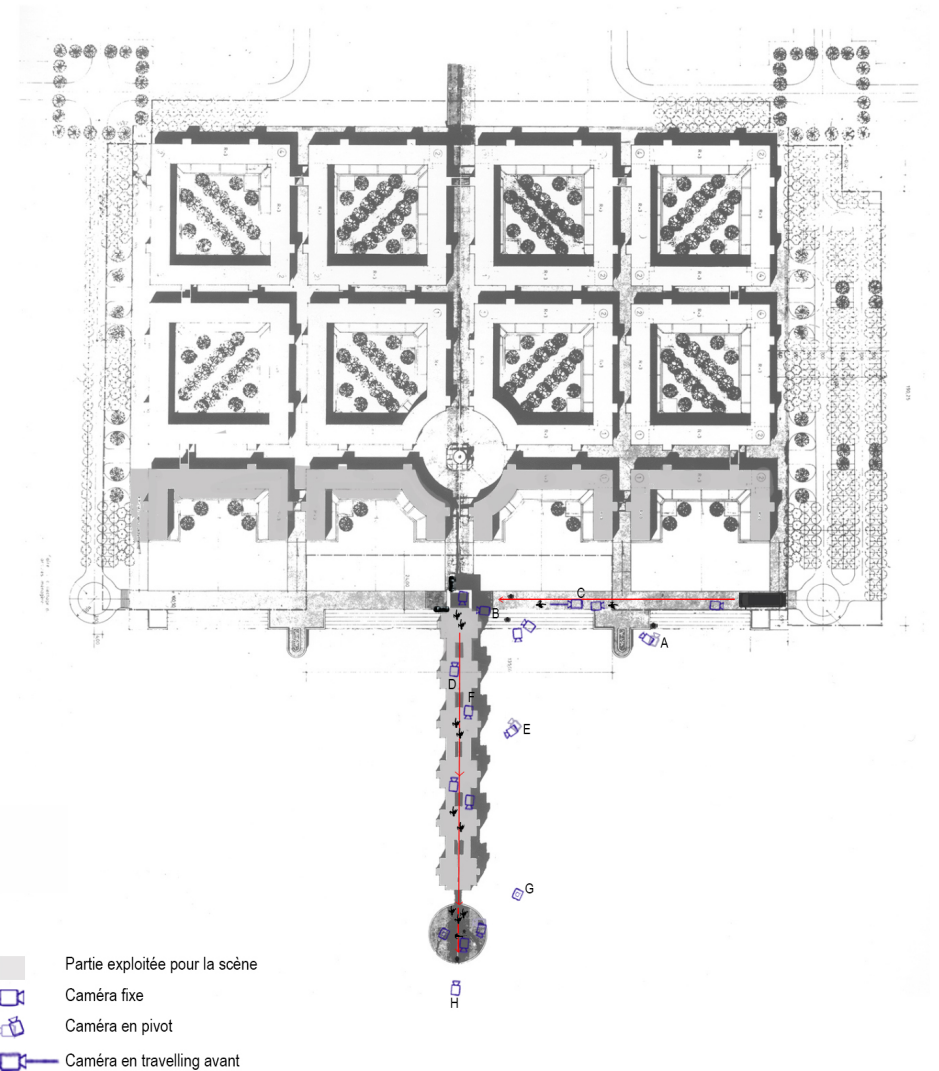 C
B
A
D
F
E
G
H
Partie exploitée pour la scène
Caméra fixe
Caméra en pivot
Caméra en travelling avant